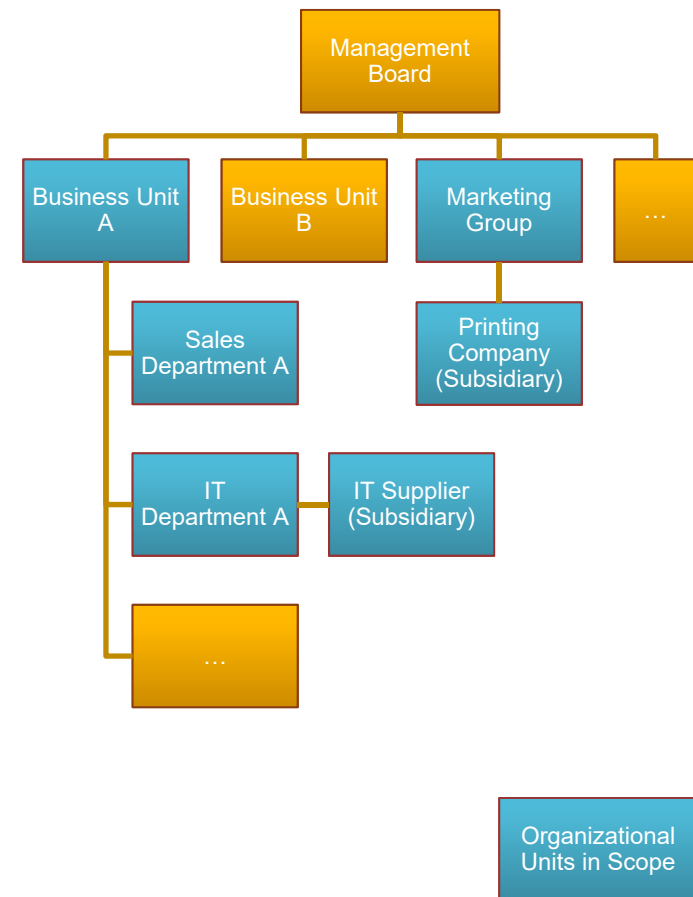 Management
Board
Business Unit
A
Business Unit
B
Marketing
Group
...
Sales
Department A
Printing
Company
(Subsidiary)
IT
Department A
IT Supplier
(Subsidiary)
...
Organizational
Units in Scope